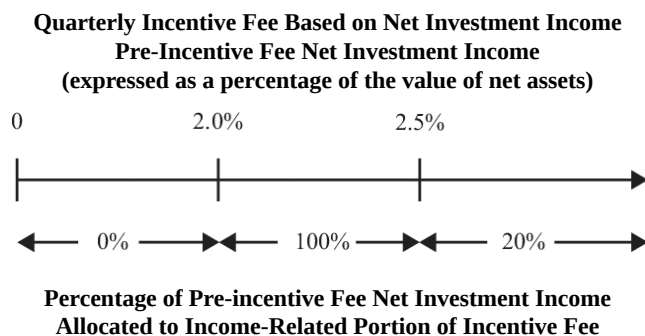 Quarterly Incentive Fee Based on Net Investment Income
Pre-Incentive Fee Net Investment Income
(expressed as a percentage of the value of net assets)
0 2.0% 2.5%
0% 100% 20%
Percentage of Pre-incentive Fee Net Investment Income
Allocated to Income-Related Portion of Incentive Fee